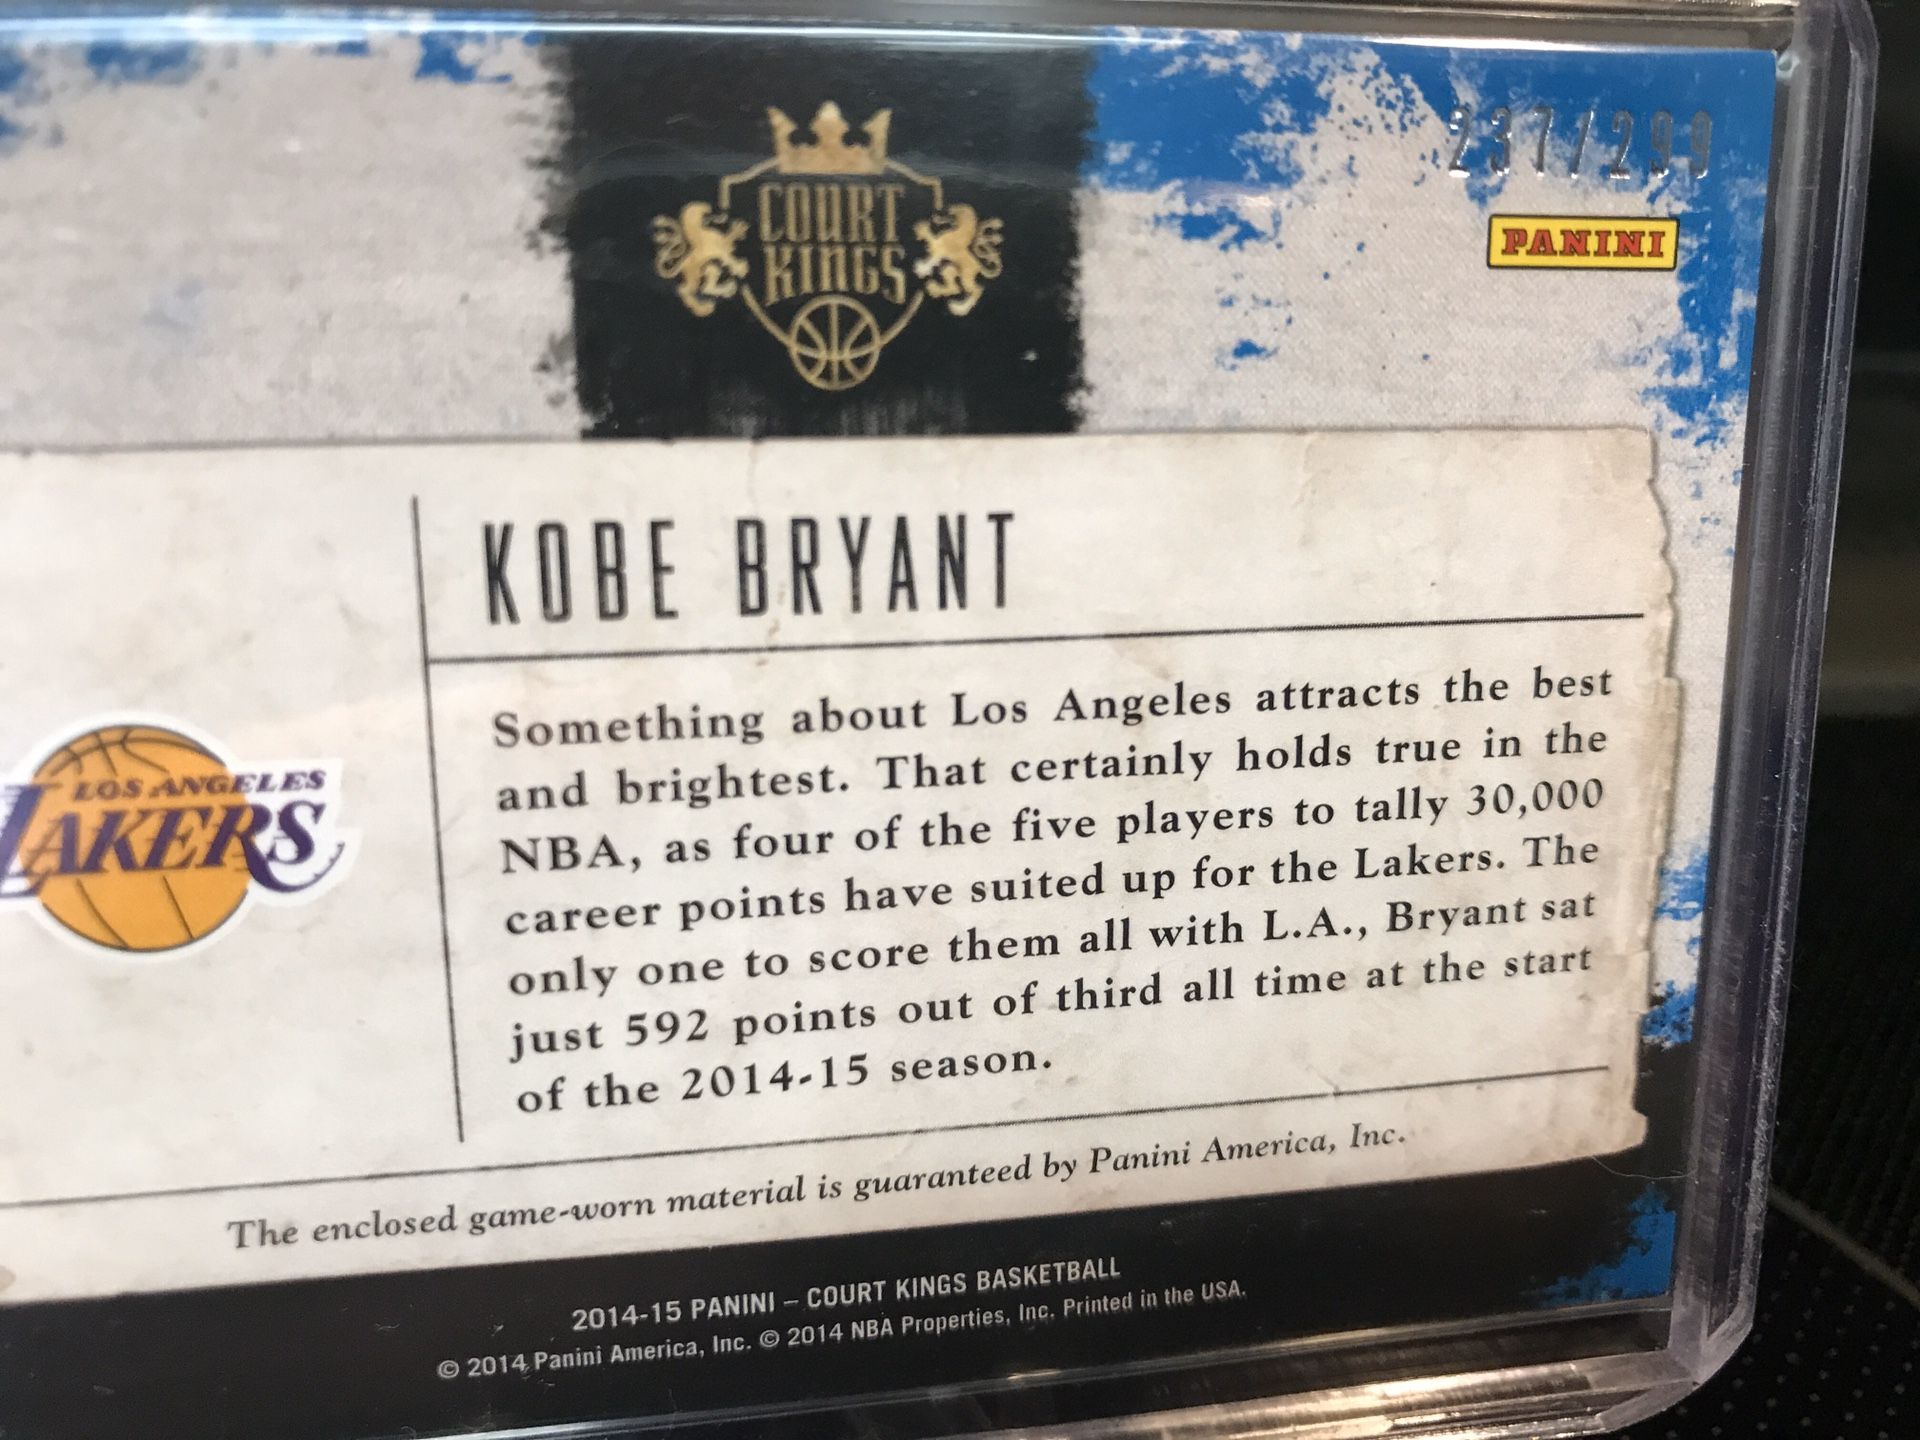 237/299
COURT
KINGS
PANINI
KOBE BRYANT
Something about Los Angeles attracts the best
and brightest. That certainly holds true in the
NBA, as four of the five players to tally 30,000
career points have suited up for the Lakers. The
only one to score them all with L.A., Bryant sat
just 592 points out of third all time at the start
of the 2014-15 season.
LOS ANGELES
LAKERS
The enclosed game-worn material is guaranteed by Panini America, Inc.
2014-15 PANINI – COURT KINGS BASKETBALL
© 2014 Panini America, Inc. © 2014 NBA Properties, Inc. Printed in the USA.